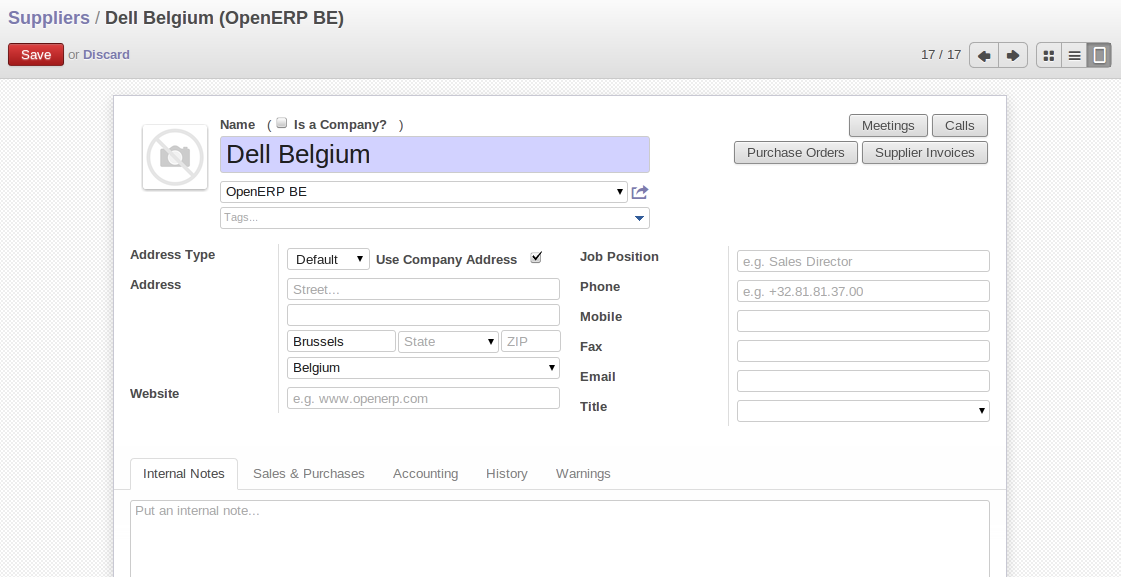 Suppliers / Dell Belgium (OpenERP BE)
Save or Discard 17 / 17
Name ( Is a Company? )
Meetings Calls
Dell Belgium
Purchase Orders Supplier Invoices
OpenERP BE
Tags...
Address Type Default Use Company Address
Job Position e.g. Sales Director
Address Street...
Phone e.g. +32.81.81.37.00
Mobile
Brussels State ZIP
Fax
Belgium
Email
Website e.g. www.openerp.com
Title
Internal Notes Sales & Purchases Accounting History Warnings
Put an internal note...